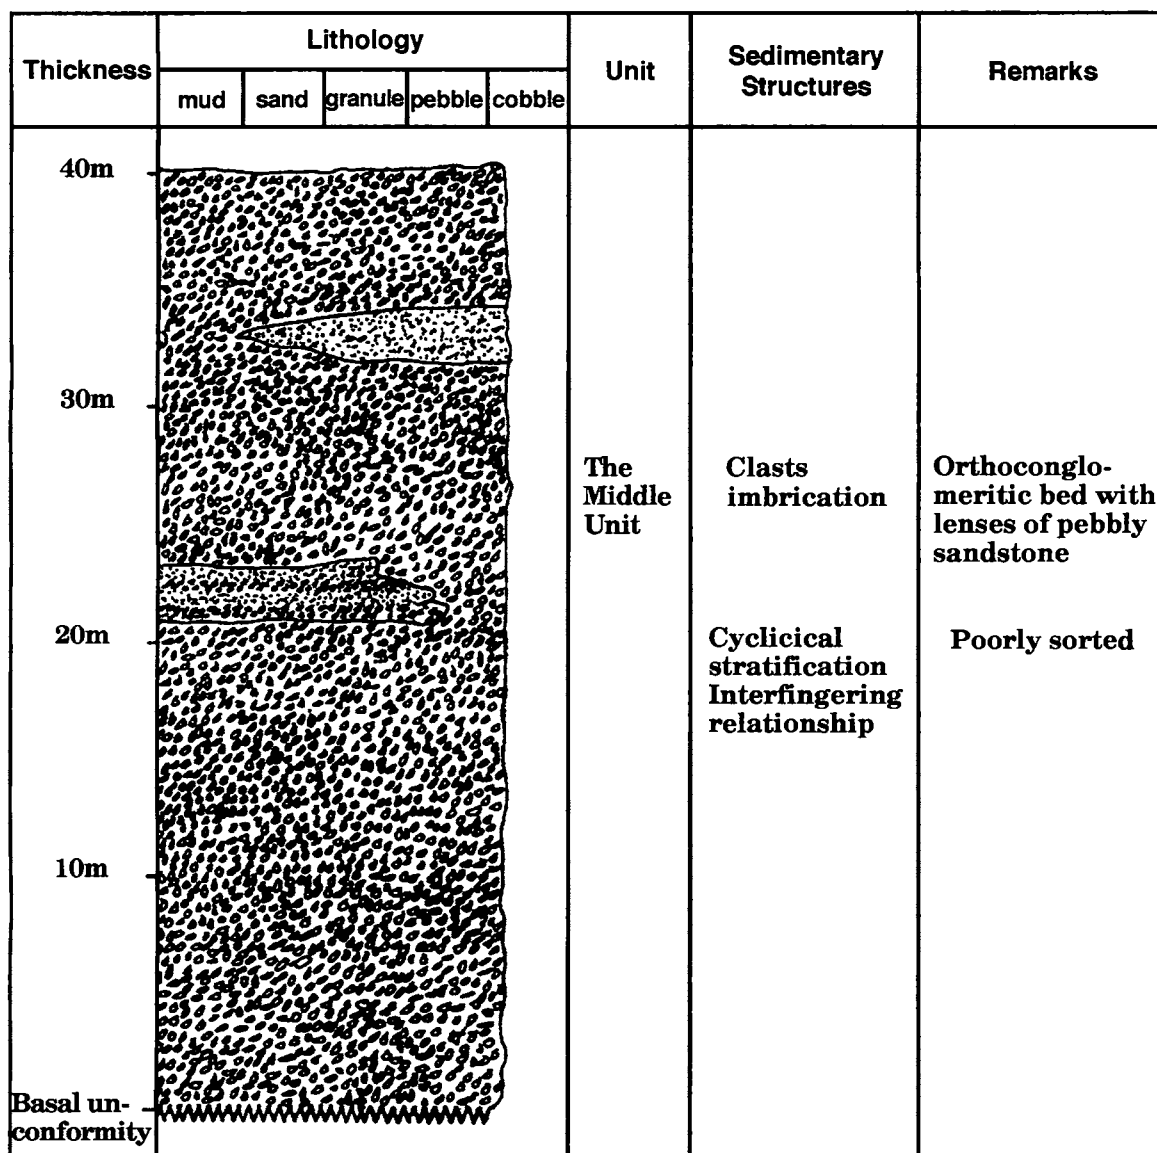 Thickness
Lithology
mud sand granule pebble cobble
Unit
Sedimentary
Structures
Remarks
40m
30m
20m
10m
Basal un-
conformity
The
Middle
Unit
Clasts
imbrication
Cyclicical
stratification
Interfingering
relationship
Orthoconglo-
meritic bed with
lenses of pebbly
sandstone
Poorly sorted